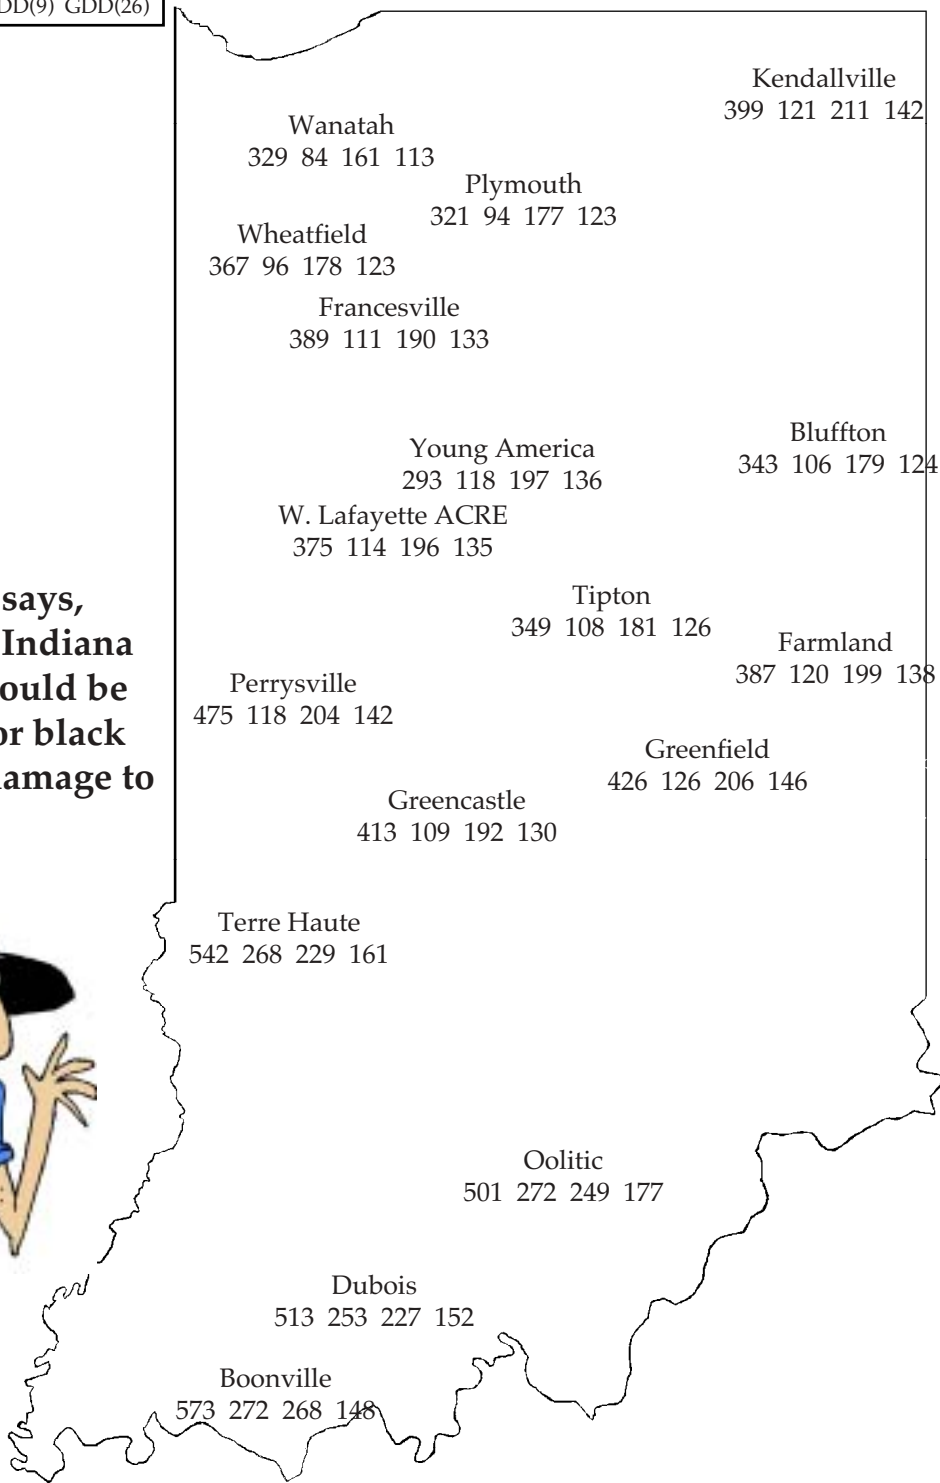 GDD(26)
Kendallville
399 121 211 142
Wanatah
329 84 161 113
Plymouth
321 94 177 123
Wheatfield
367 96 178 123
Francesville
389 111 190 133
Bluffton
343 106 179 124
Young America
293 118 197 136
W. Lafayette ACRE
375 114 196 135
Tipton
349 108 181 126
Farmland
387 120 199 138
Perrysville
475 118 204 142
Greenfield
426 126 206 146
Greencastle
413 109 192 130
Terre Haute
542 268 229 161
Oolitic
501 272 249 177
Dubois
513 253 227 152
Boonville
573 272 268 148
says,
Indiana
ould be
or black
amage to